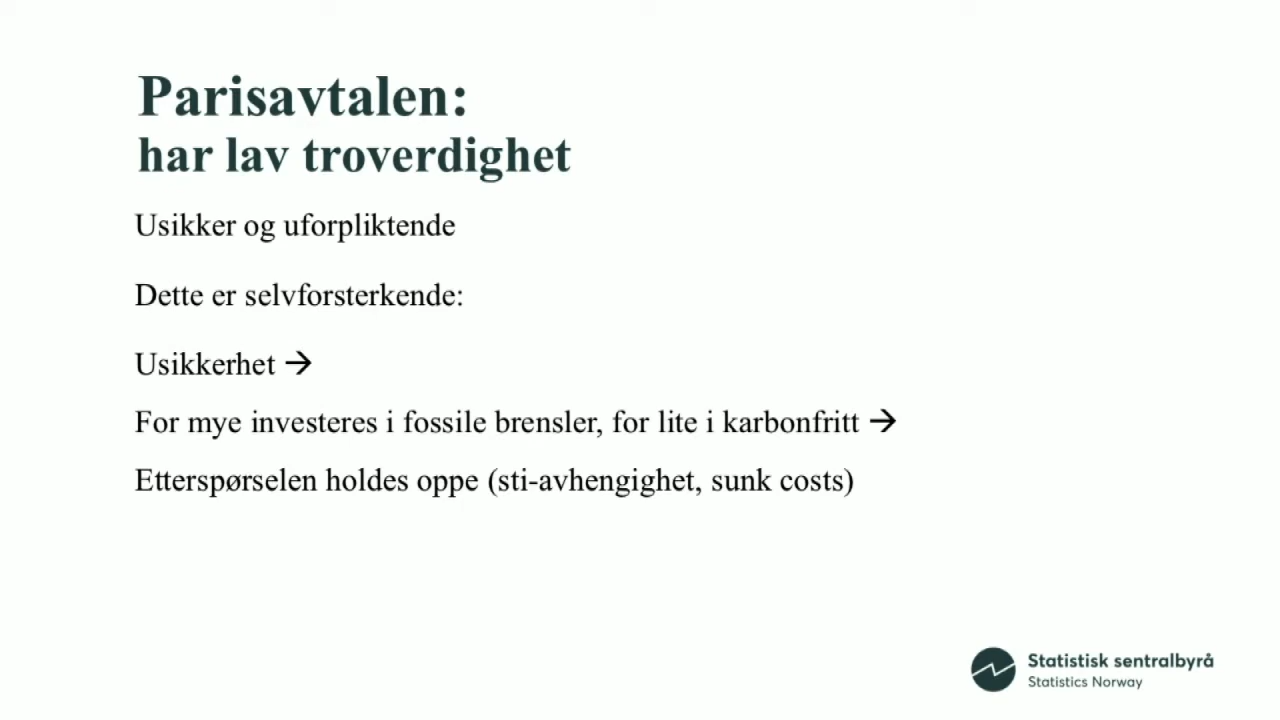 Parisavtalen:
har lav troverdighet
Usikker og uforpliktende
Dette er selvforsterkende:
Usikkerhet →
For mye investeres i fossile brensler, for lite i karbonfritt →
Etterspørselen holdes oppe (sti-avhengighet, sunk costs)
Statistisk sentralbyrå
Statistics Norway